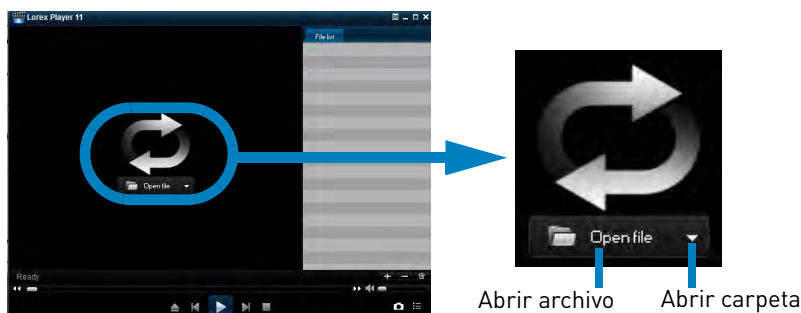 Lorex Player 11
File list
Open file
Ready
Open file
Abrir archivo
Abrir carpeta